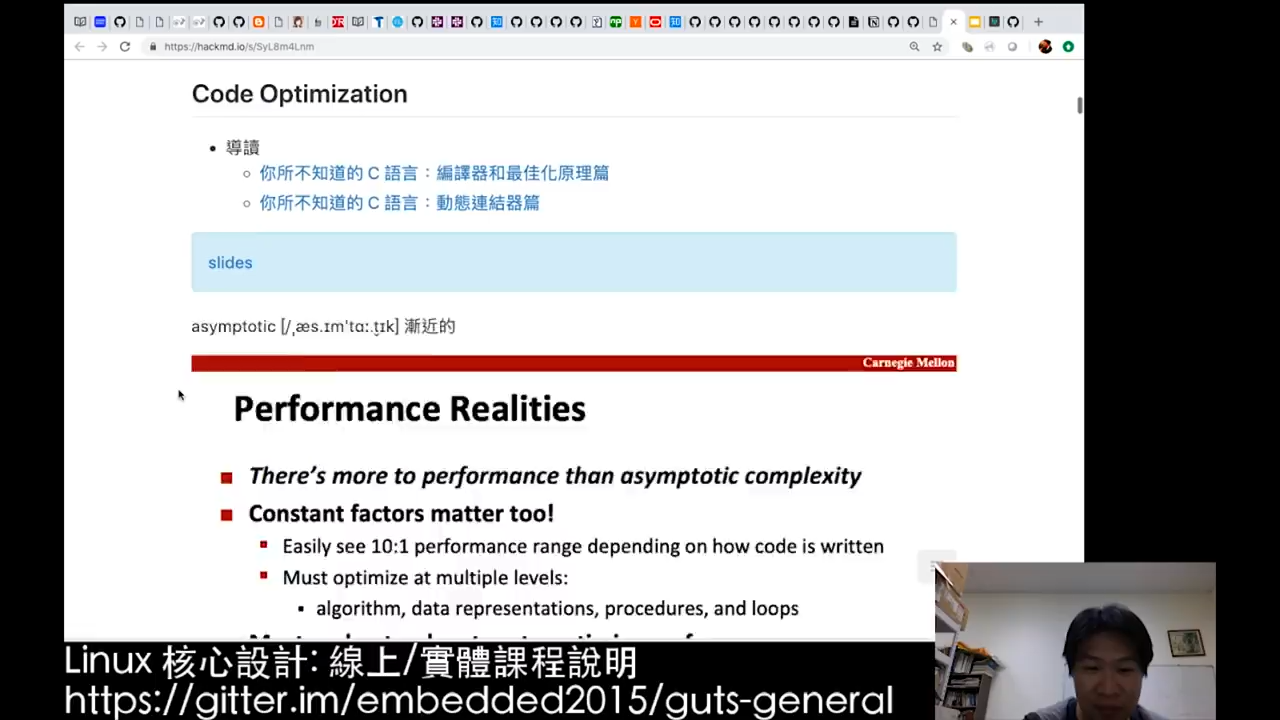 https://hackmd.io/s/SyL8m4Lnm
Code Optimization
導讀
你所不知道的 C 語言：編譯器和最佳化原理篇
你所不知道的 C 語言：動態連結器篇
slides
asymptotic [/ˌæs.ɪmˈtɑː.t̬ɪk] 漸近的
Carnegie Mellon
Performance Realities
There's more to performance than asymptotic complexity
Constant factors matter too!
Easily see 10:1 performance range depending on how code is written
Must optimize at multiple levels:
algorithm, data representations, procedures, and loops
Linux 核心設計: 線上/實體課程說明
https://gitter.im/embedded2015/guts-general